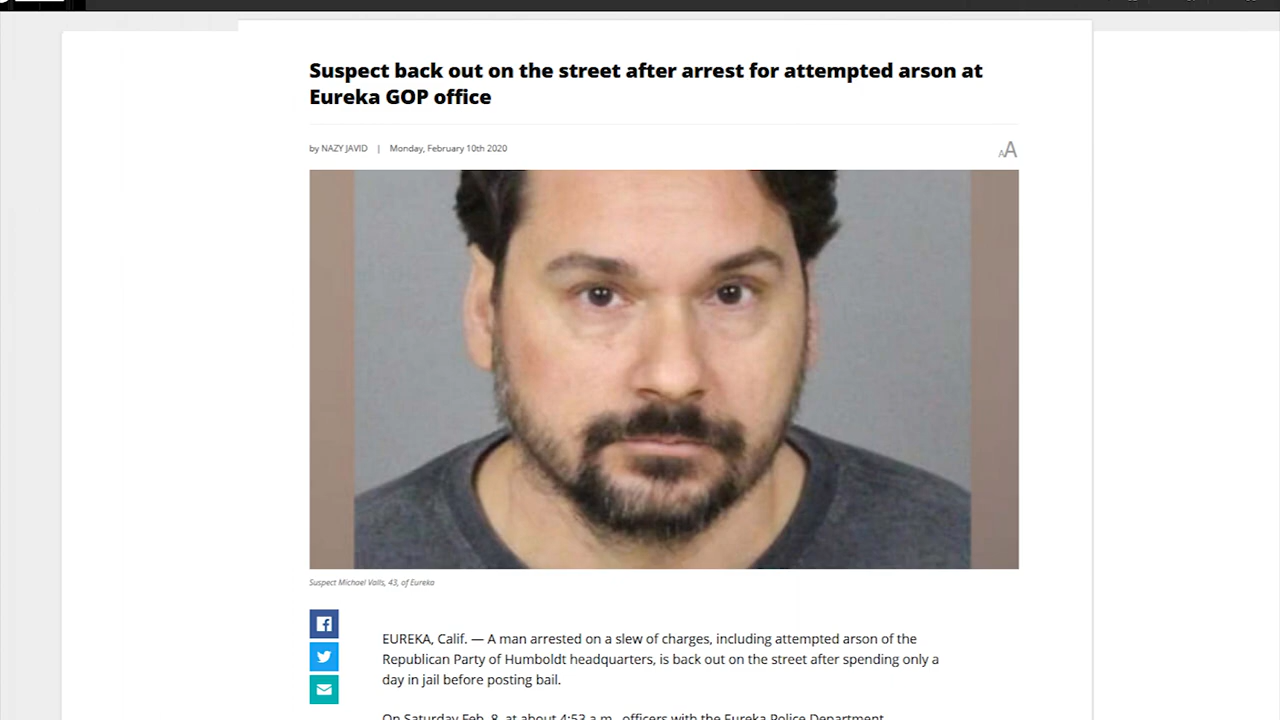 Suspect back out on the street after arrest for attempted arson at
Eureka GOP office
by NAZY JAVID | Monday, February 10th 2020
AA
Suspect Michael Valls, 43, of Eureka
EUREKA, Calif. — A man arrested on a slew of charges, including attempted arson of the
Republican Party of Humboldt headquarters, is back out on the street after spending only a
day in jail before posting bail.
On Saturday Feb. 8, at about 4:53 a.m., officers with the Eureka Police Department